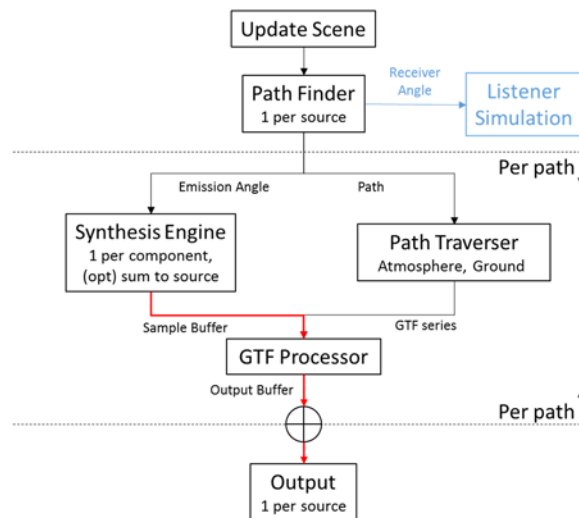 Update Scene
Path Finder
1 per source
Receiver
Angle
Listener
Simulation
Per path
Emission Angle
Path
Synthesis Engine
1 per component,
(opt) sum to source
Path Traverser
Atmosphere, Ground
Sample Buffer
GTF series
GTF Processor
Output Buffer
Per path
Output
1 per source